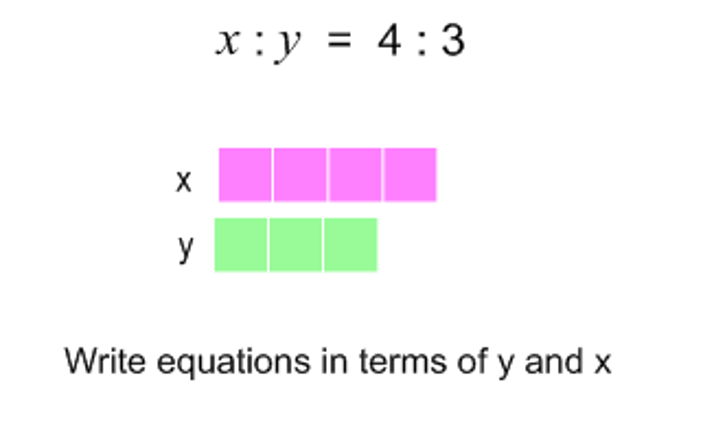 x : y = 4 : 3
x
y
Write equations in terms of y and x